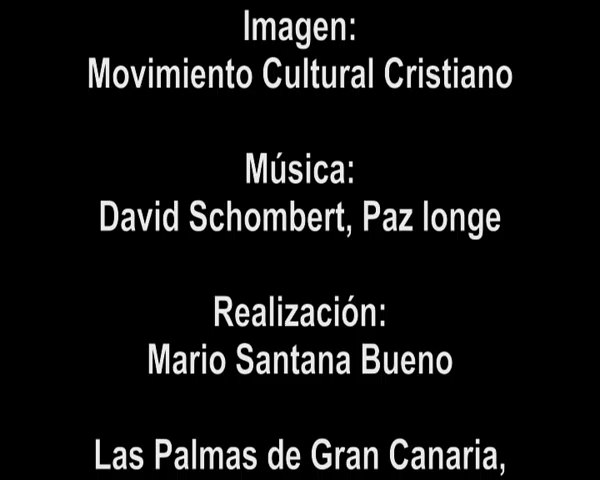 Imagen:
Movimiento Cultural Cristiano
Música:
David Schombert, Paz longe
Realización:
Mario Santana Bueno
Las Palmas de Gran Canaria,